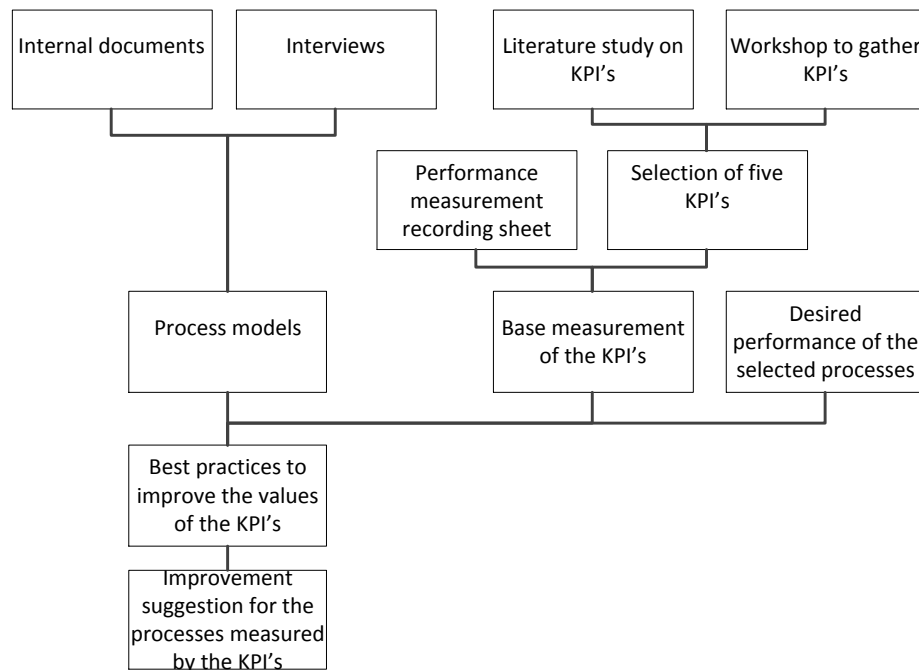 Internal documents
Interviews
Literature study on
KPI’s
Workshop to gather
KPI’s
Performance
measurement
recording sheet
Selection of five
KPI’s
Process models
Base measurement
of the KPI’s
Desired
performance of the
selected processes
Best practices to
improve the values
of the KPI’s
Improvement
suggestion for the
processes measured
by the KPI’s